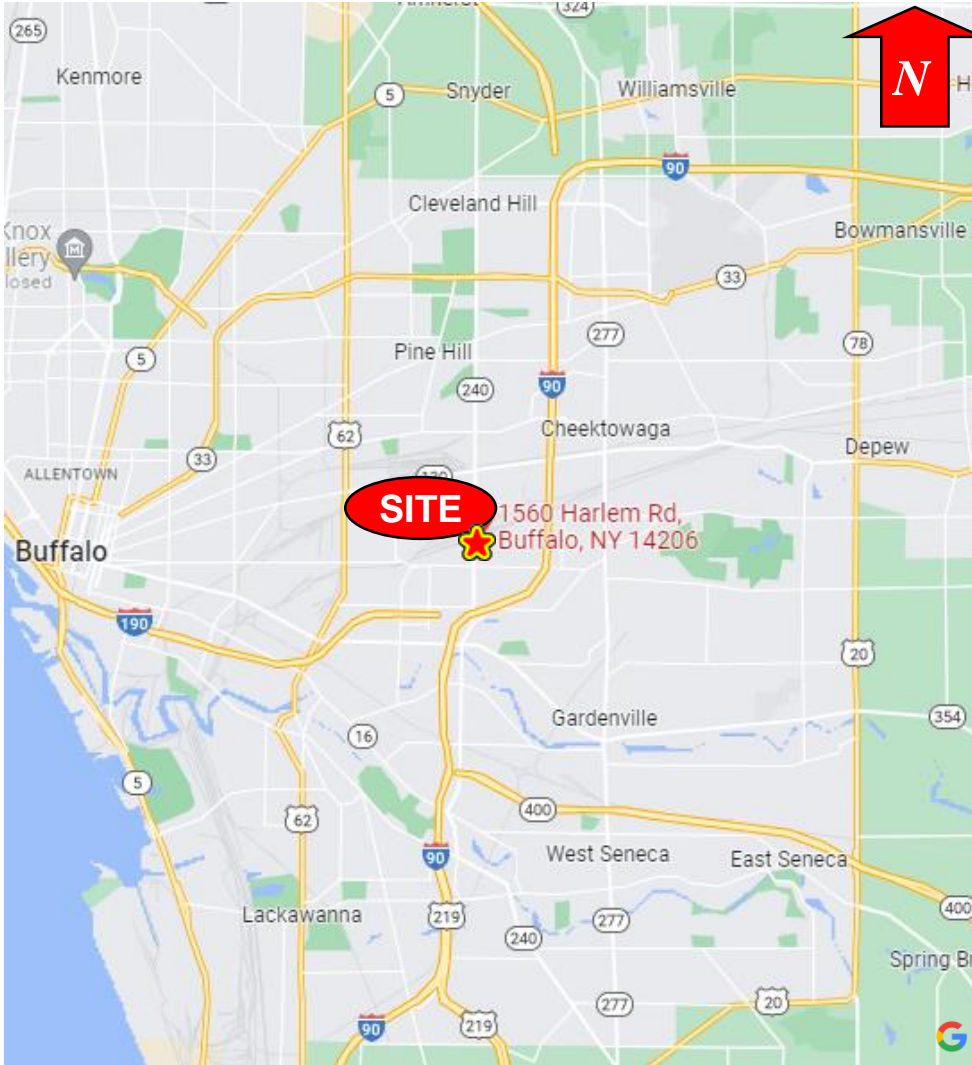 324
265
Kenmore
5
Snyder
Williamsville
N
H
90
Cleveland Hill
Knox
llery
losed
Bowmansville
33
277
5
Pine Hill
78
90
240
62
Cheektowaga
Depew
33
ALLENTOWN
130
SITE
1560 Harlem Rd,
Buffalo, NY 14206
Buffalo
190
20
Gardenville
354
16
5
400
62
90
West Seneca
East Seneca
Lackawanna
219
277
400
240
Spring Br
277
20
90
219
G